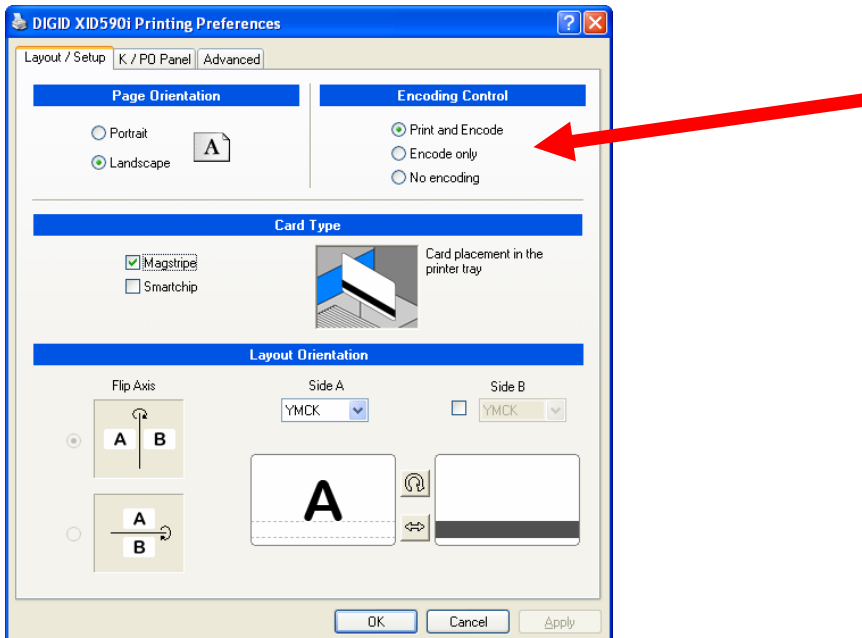 DIGID XID590i Printing Preferences
Layout / Setup K / PO Panel Advanced
Page Orientation
Portrait
Landscape
A
Encoding Control
Print and Encode
Encode only
No encoding
Card Type
Magstripe
Smartchip
Card placement in the
printer tray
Layout Orientation
Flip Axis
A B
A
B
Side A
YMCK
Side B
YMCK
A
OK Cancel Apply